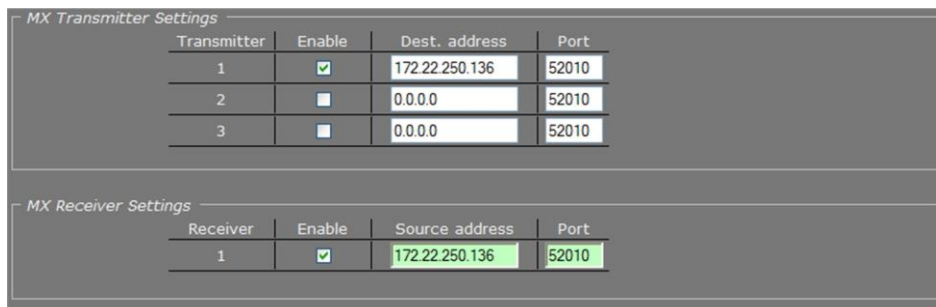 MX Transmitter Settings
Transmitter Enable Dest. address Port
1 172.22.250.136 52010
2 0.0.0.0 52010
3 0.0.0.0 52010
MX Receiver Settings
Receiver Enable Source address Port
1 172.22.250.136 52010